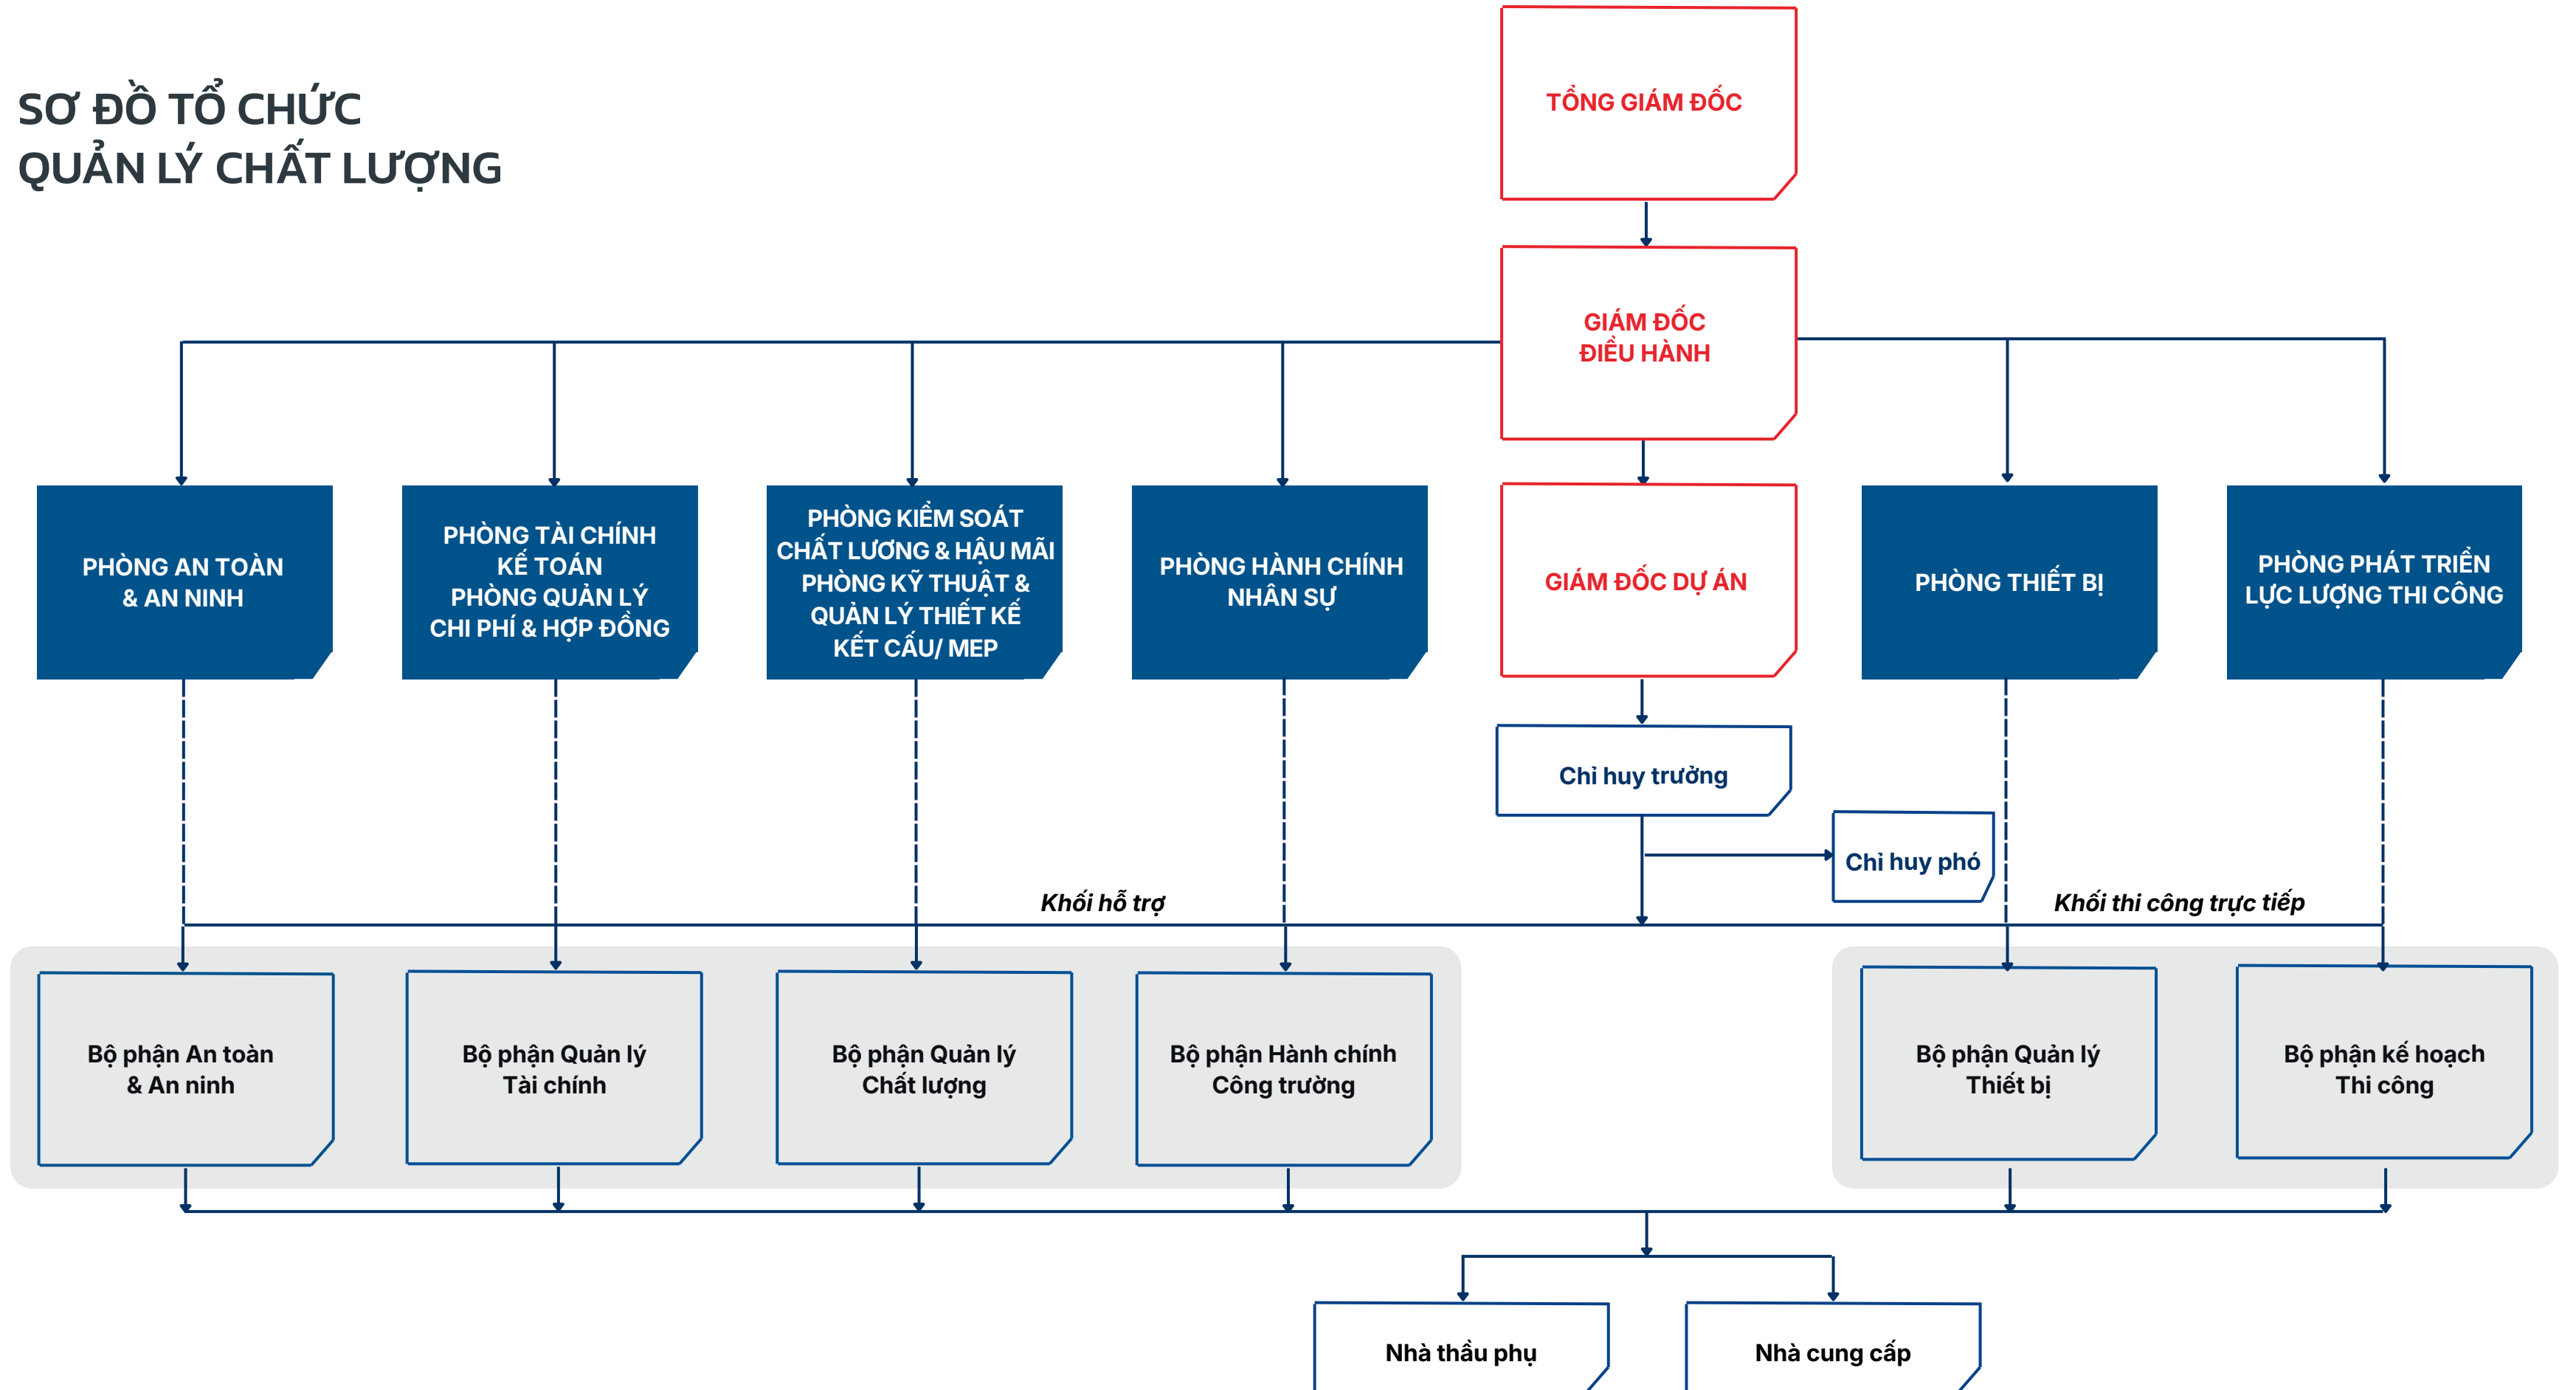 SƠ ĐỒ TỔ CHỨC
QUẢN LÝ CHẤT LƯỢNG
TỔNG GIÁM ĐỐC
GIÁM ĐỐC
ĐIỀU HÀNH
PHÒNG AN TOÀN
& AN NINH
PHÒNG TÀI CHÍNH
KẾ TOÁN
PHÒNG QUẢN LÝ
CHI PHÍ & HỢP ĐỒNG
PHÒNG KIỂM SOÁT
CHẤT LƯƠNG & HẬU MÃI
PHÒNG KỸ THUẬT &
QUẢN LÝ THIẾT KẾ
KẾT CẤU/ MEP
PHÒNG HÀNH CHÍNH
NHÂN SỰ
GIÁM ĐỐC DỰ ÁN
PHÒNG THIẾT BỊ
PHÒNG PHÁT TRIỂN
LỰC LƯỢNG THI CÔNG
Chỉ huy trưởng
Chỉ huy phó
Khối hỗ trợ
Khối thi công trực tiếp
Bộ phận An toàn
& An ninh
Bộ phận Quản lý
Tài chính
Bộ phận Quản lý
Chất lượng
Bộ phận Hành chính
Công trường
Bộ phận Quản lý
Thiết bị
Bộ phận kế hoạch
Thi công
Nhà thầu phụ
Nhà cung cấp